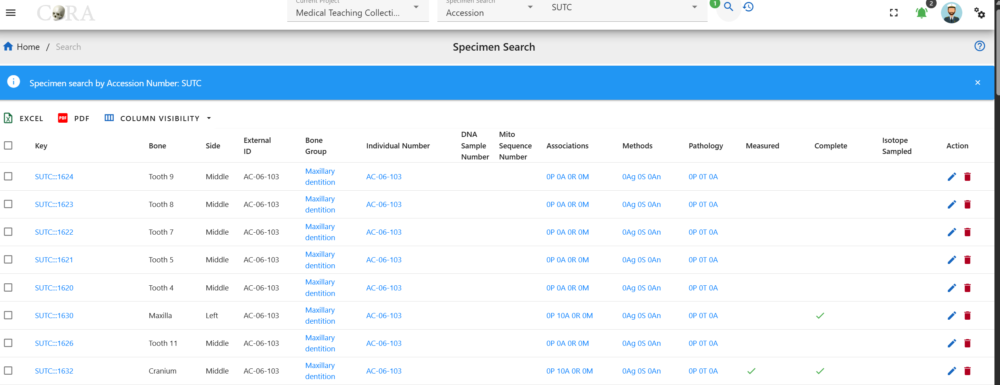 CORA
Current Project
Medical Teaching Collecti...
Specimen Search
Accession
SUTC
1
2
Home / Search
Specimen Search
Specimen search by Accession Number: SUTC
EXCEL PDF PDF COLUMN VISIBILITY
Key Bone Side External ID Bone Group Individual Number DNA Sample Number Mito Sequence Number Associations Methods Pathology Measured Complete Isotope Sampled Action
SUTC:::1624 Tooth 9 Middle AC-06-103 Maxillary dentition AC-06-103 0P 0A 0R 0M 0Ag 0S 0An 0P 0T 0A
SUTC:::1623 Tooth 8 Middle AC-06-103 Maxillary dentition AC-06-103 0P 0A 0R 0M 0Ag 0S 0An 0P 0T 0A
SUTC:::1622 Tooth 7 Middle AC-06-103 Maxillary dentition AC-06-103 0P 0A 0R 0M 0Ag 0S 0An 0P 0T 0A
SUTC:::1621 Tooth 5 Middle AC-06-103 Maxillary dentition AC-06-103 0P 0A 0R 0M 0Ag 0S 0An 0P 0T 0A
SUTC:::1620 Tooth 4 Middle AC-06-103 Maxillary dentition AC-06-103 0P 0A 0R 0M 0Ag 0S 0An 0P 0T 0A
SUTC:::1630 Maxilla Left AC-06-103 Maxillary dentition AC-06-103 0P 10A 0R 0M 0Ag 0S 0An 0P 0T 0A
SUTC:::1626 Tooth 11 Middle AC-06-103 Maxillary dentition AC-06-103 0P 0A 0R 0M 0Ag 0S 0An 0P 0T 0A
SUTC:::1632 Cranium Middle AC-06-103 Maxillary dentition AC-06-103 0P 10A 0R 0M 0Ag 0S 0An 0P 0T 0A